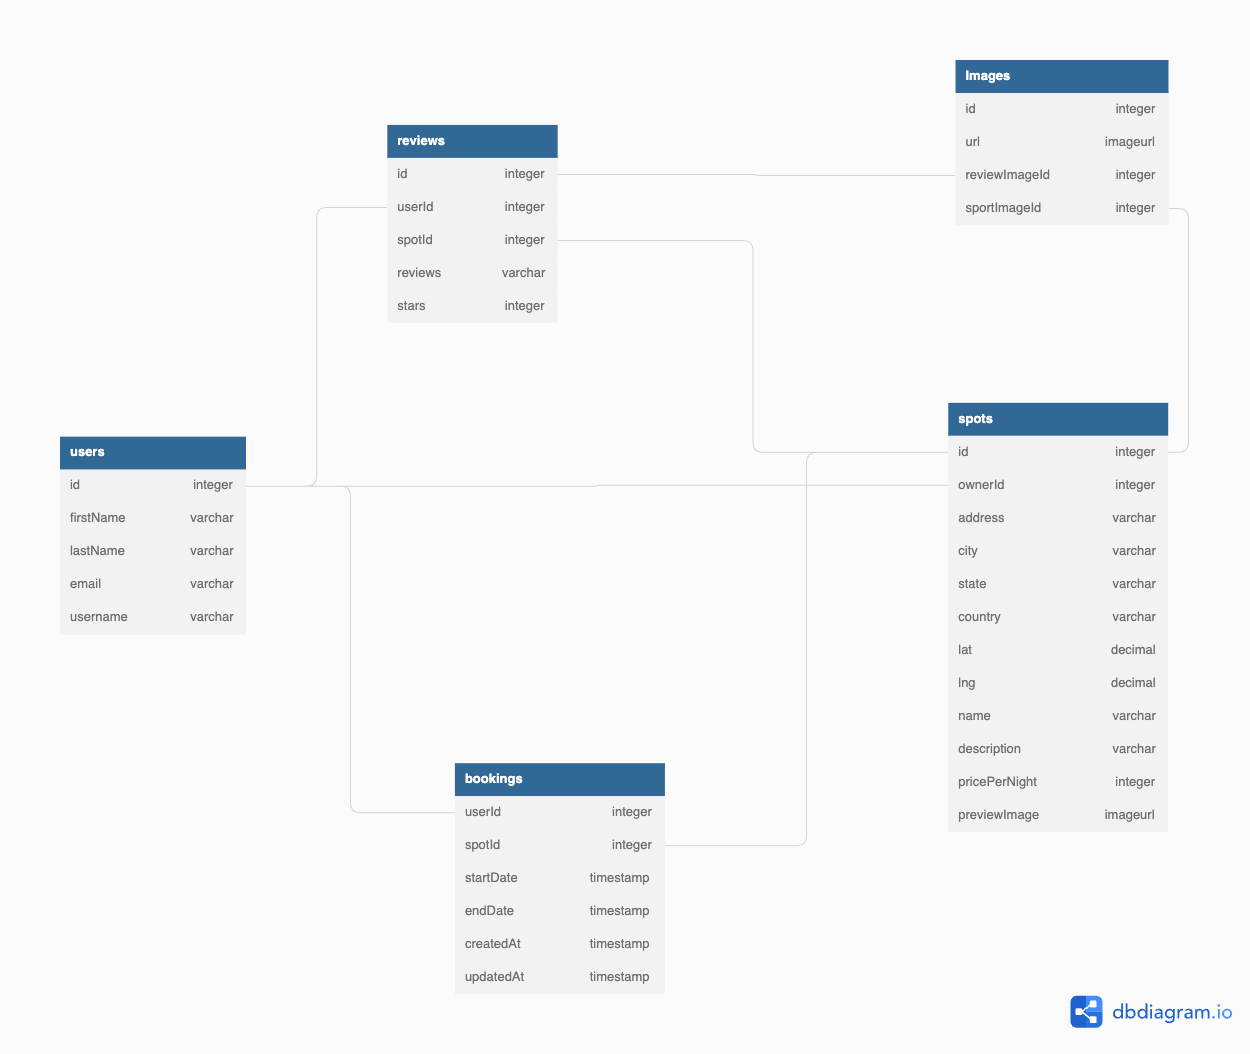 Images
id integer
url imageurl
reviewImageId integer
sportImageId integer
reviews
id integer
userId integer
spotId integer
reviews varchar
stars integer
users
id integer
firstName varchar
lastName varchar
email varchar
username varchar
spots
id integer
ownerId integer
address varchar
city varchar
state varchar
country varchar
lat decimal
lng decimal
name varchar
description varchar
pricePerNight integer
previewImage imageurl
bookings
userId integer
spotId integer
startDate timestamp
endDate timestamp
createdAt timestamp
updatedAt timestamp
dbdiagram.io